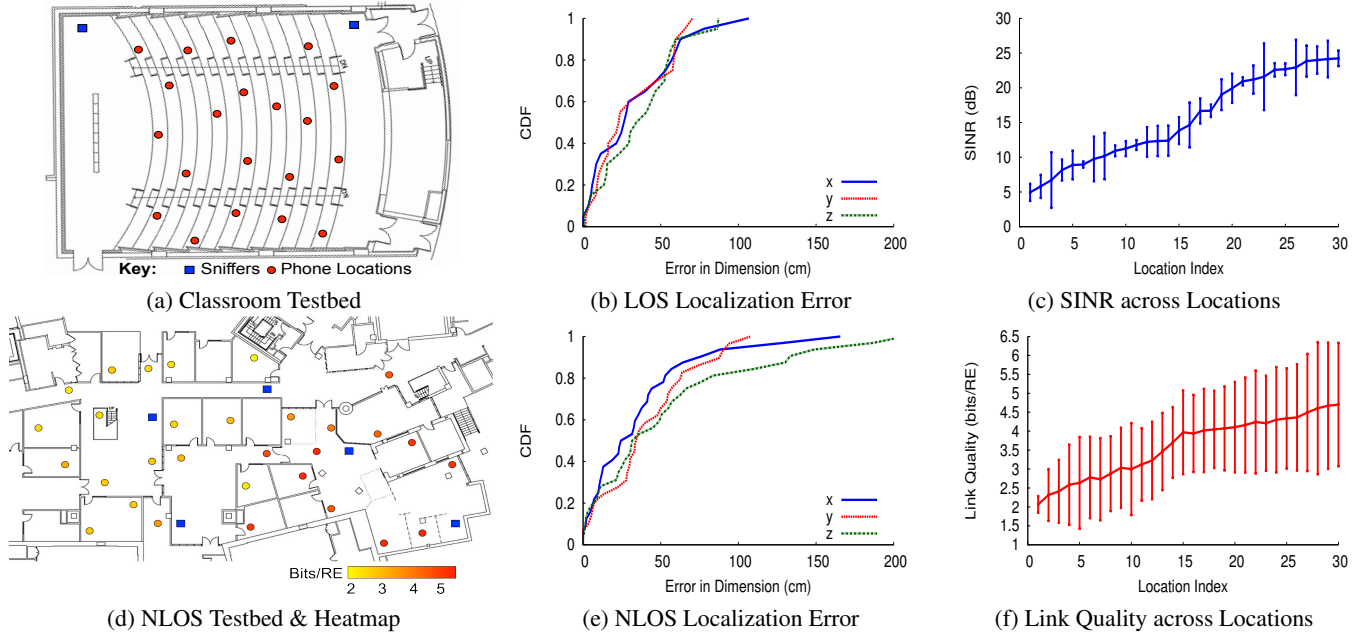 UP
DN
DN
Key: Sniffers Phone Locations
(a) Classroom Testbed
CDF
1
0.8
0.6
0.4
0.2
0
x
y
z
0 50 100 150 200
Error in Dimension (cm)
(b) LOS Localization Error
SINR (dB)
30
25
20
15
10
5
0
0 5 10 15 20 25 30
Location Index
(c) SINR across Locations
Bits/RE
2 3 4 5
(d) NLOS Testbed & Heatmap
CDF
1
0.8
0.6
0.4
0.2
0
x
y
z
0 50 100 150 200
Error in Dimension (cm)
(e) NLOS Localization Error
Link Quality (bits/RE)
6.5
6
5.5
5
4.5
4
3.5
3
2.5
2
1.5
1
0 5 10 15 20 25 30
Location Index
(f) Link Quality across Locations